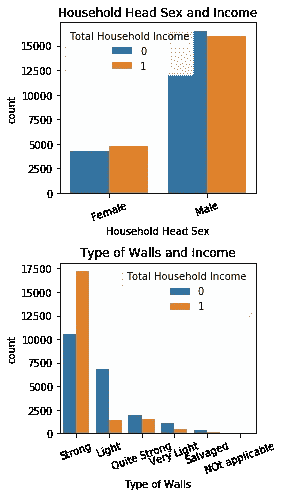 Household Head Sex and Income
Total Household Income
0
1
17500
15000
12500
10000
7500
5000
2500
0
count
Female
Male
Household Head Sex
Type of Walls and Income
Total Household Income
0
1
17500
15000
12500
10000
7500
5000
2500
0
count
Strong
Light
Quite Strong
Very Light
Salvaged
NOt applicable
Type of Walls